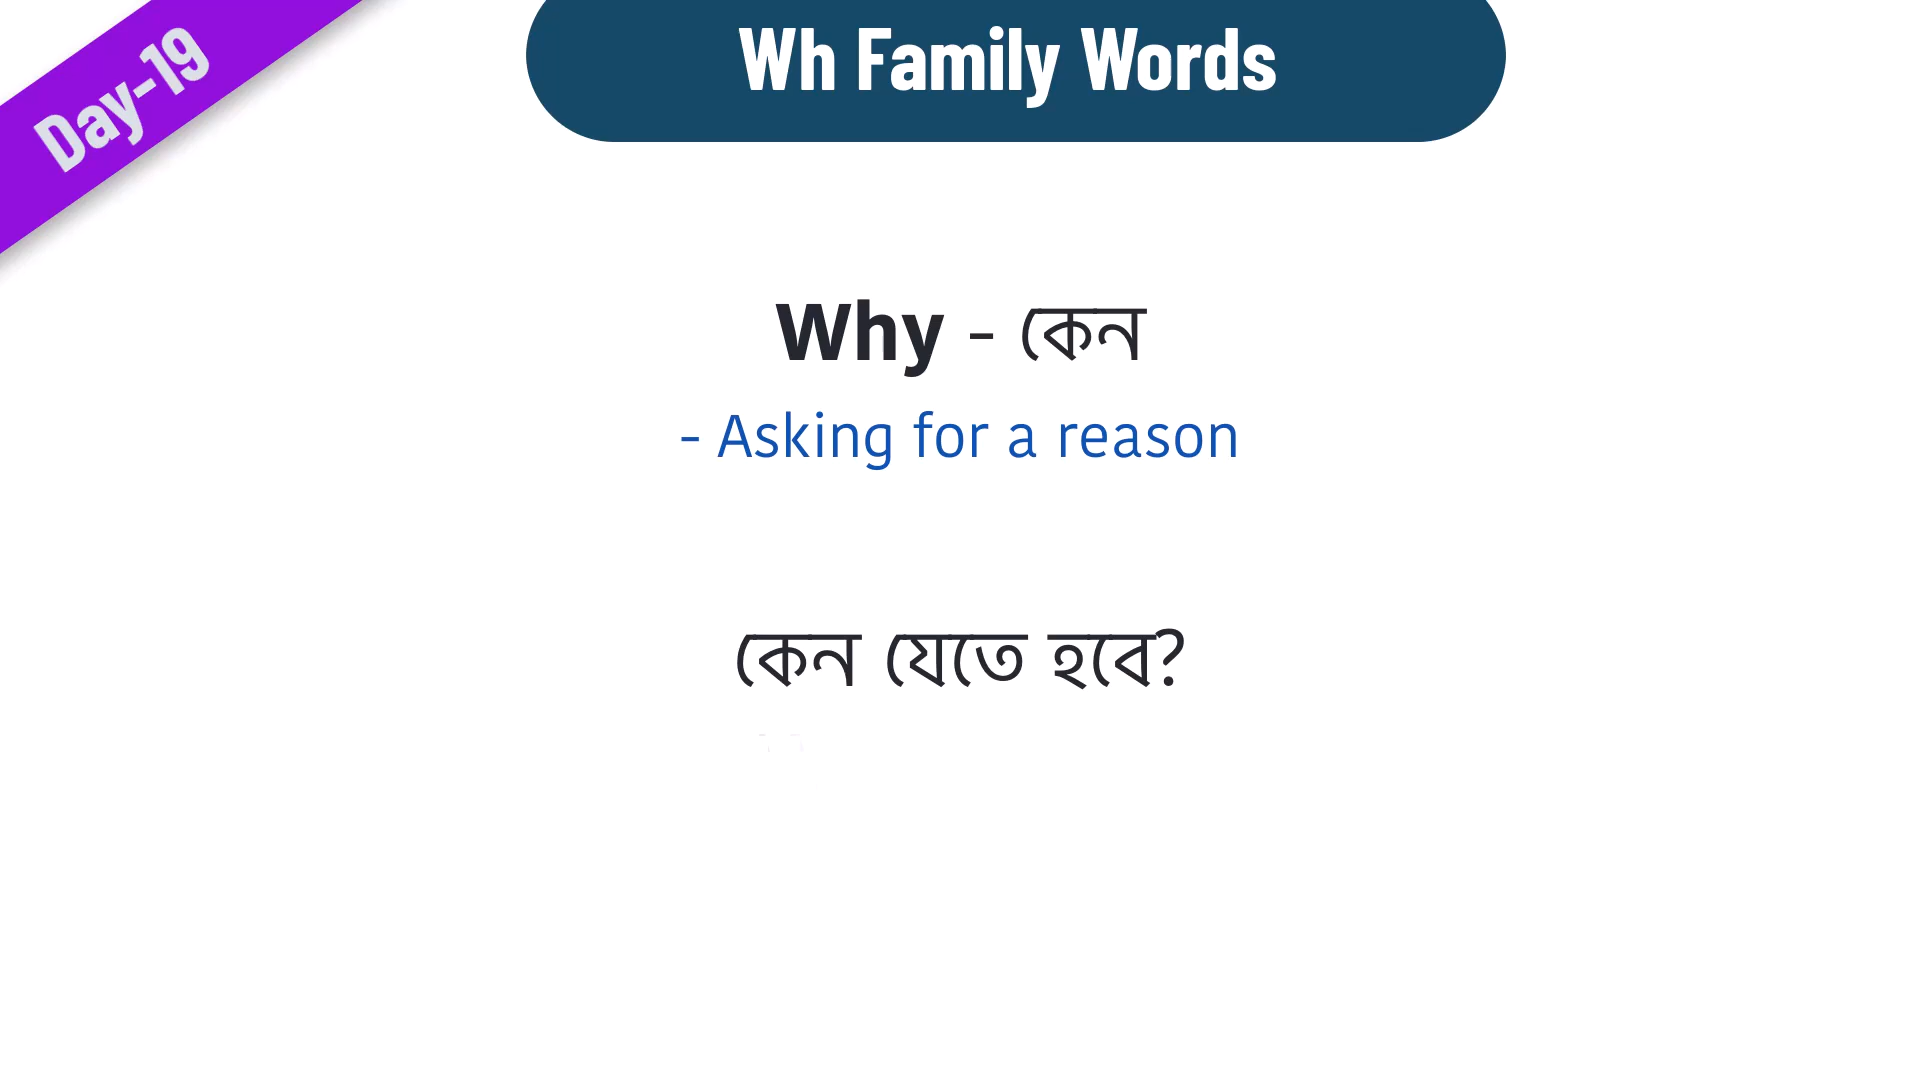 Day-19
Wh Family Words
Why - কেন
- Asking for a reason
কেন যেতে হবে?